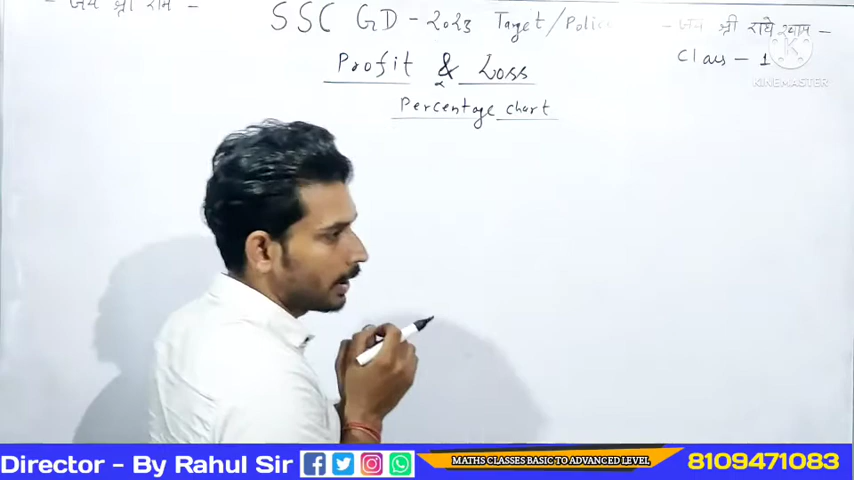 - जय श्री राम -
SSC GD - 2023 Target/Police
- जय श्री राधे श्याम -
Class - 1
KINEMASTER
Profit & Loss
Percentage chart
Director - By Rahul Sir
MATHS CLASSES BASIC TO ADVANCED LEVEL
8109471083